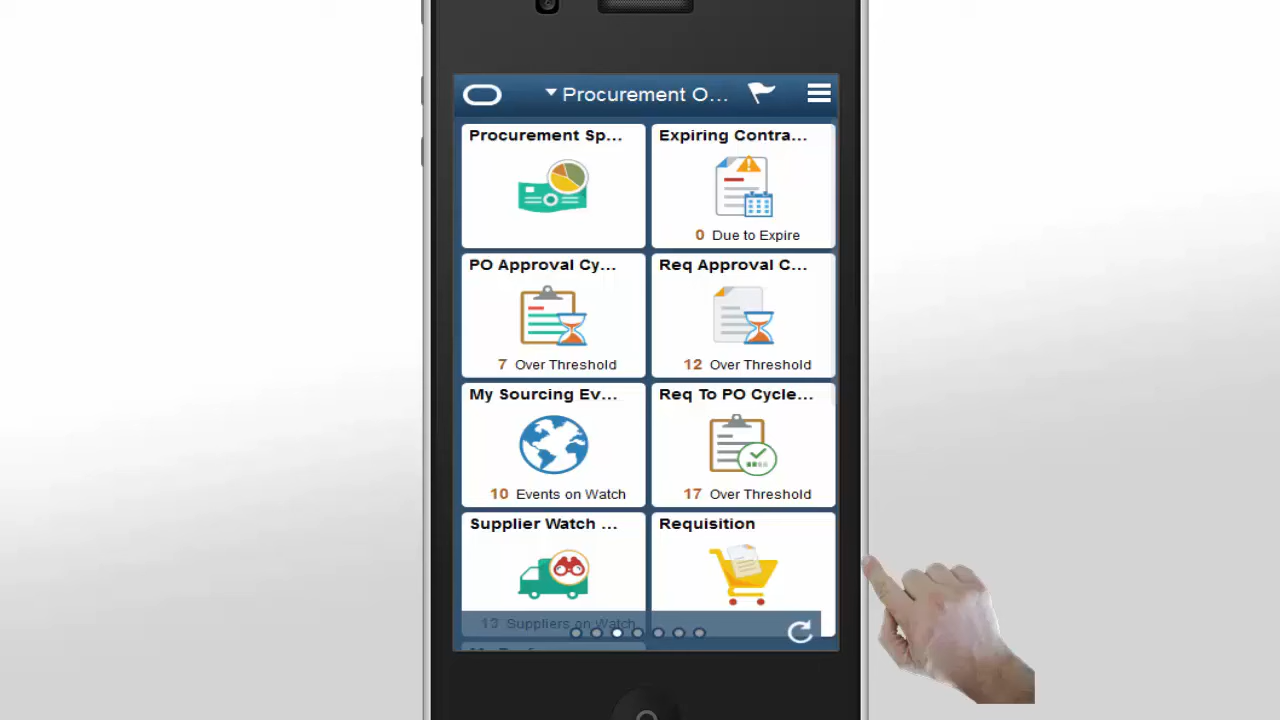 Procurement O...
Procurement Sp...
Expiring Contra...
0 Due to Expire
PO Approval Cy...
Req Approval C...
7 Over Threshold
12 Over Threshold
My Sourcing Ev...
Req To PO Cycle...
10 Events on Watch
17 Over Threshold
Supplier Watch ...
Requisition
13 Suppliers on Watch